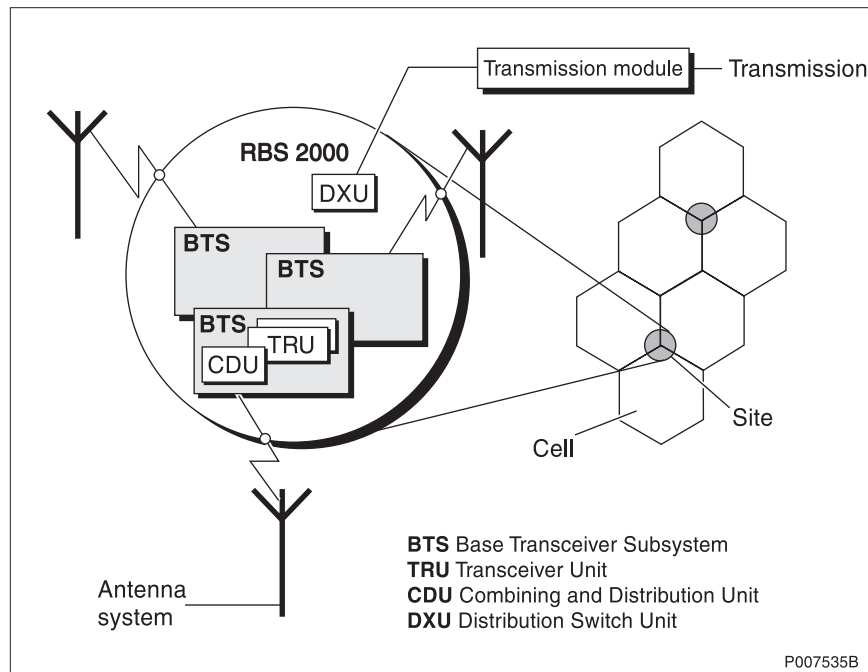 Transmission module
Transmission
RBS 2000
DXU
BTS
BTS
BTS
TRU
CDU
Site
Cell
Antenna
system
BTS Base Transceiver Subsystem
TRU Transceiver Unit
CDU Combining and Distribution Unit
DXU Distribution Switch Unit
P007535B